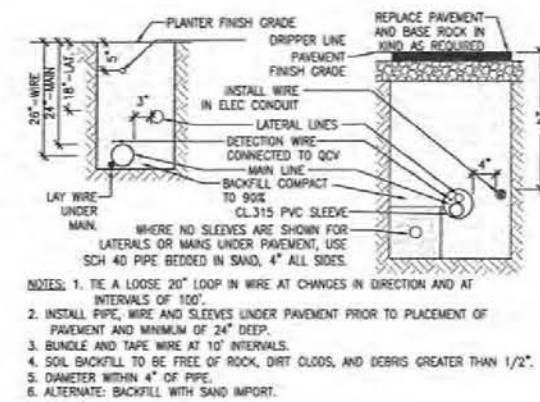 PLANTER FINISH GRADE
DRIPPER LINE
PAVEMENT
FINISH GRADE
REPLACE PAVEMENT
AND BASE ROCK IN
KIND AS REQUIRED
INSTALL WIRE
IN ELEC CONDUIT
5"
3"
4"
26"-WIRE
24"-MAIN
18"-LAT.
LATERAL LINES
DETECTION WIRE
CONNECTED TO QCV
MAIN LINE
BACKFILL COMPACT
TO 90%
CL.315 PVC SLEEVE
LAY WIRE
UNDER
MAIN.
WHERE NO SLEEVES ARE SHOWN FOR
LATERALS OR MAINS UNDER PAVEMENT, USE
SCH 40 PIPE BEDDED IN SAND, 4" ALL SIDES.
NOTES: 1. TIE A LOOSE 20" LOOP IN WIRE AT CHANGES IN DIRECTION AND AT
INTERVALS OF 100'.
2. INSTALL PIPE, WIRE AND SLEEVES UNDER PAVEMENT PRIOR TO PLACEMENT OF
PAVEMENT AND MINIMUM OF 24" DEEP.
3. BUNDLE AND TAPE WIRE AT 10' INTERVALS.
4. SOIL BACKFILL TO BE FREE OF ROCK, DIRT CLODS, AND DEBRIS GREATER THAN 1/2".
5. DIAMETER WITHIN 4" OF PIPE.
6. ALTERNATE: BACKFILL WITH SAND IMPORT.